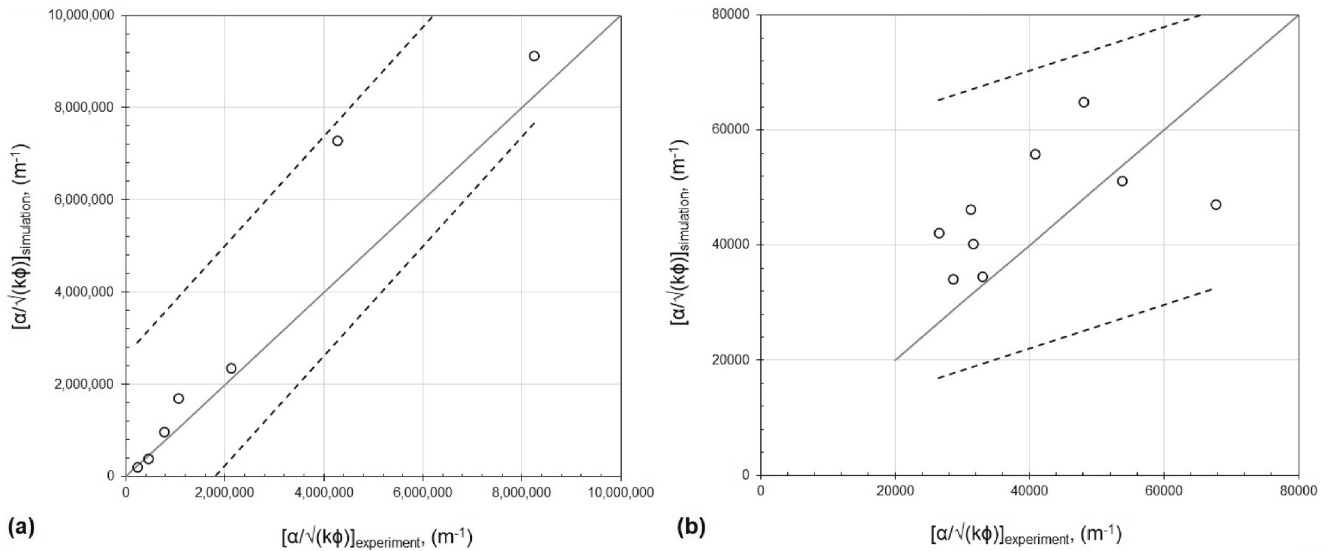 10,000,000
8,000,000
6,000,000
4,000,000
2,000,000
0
[α/√(kϕ)]simulation, (m⁻¹)
0 2,000,000 4,000,000 6,000,000 8,000,000 10,000,000
(a) [α/√(kϕ)]experiment, (m⁻¹)
80000
60000
40000
20000
0
[α/√(kϕ)]simulation, (m⁻¹)
0 20000 40000 60000 80000
(b) [α/√(kϕ)]experiment, (m⁻¹)